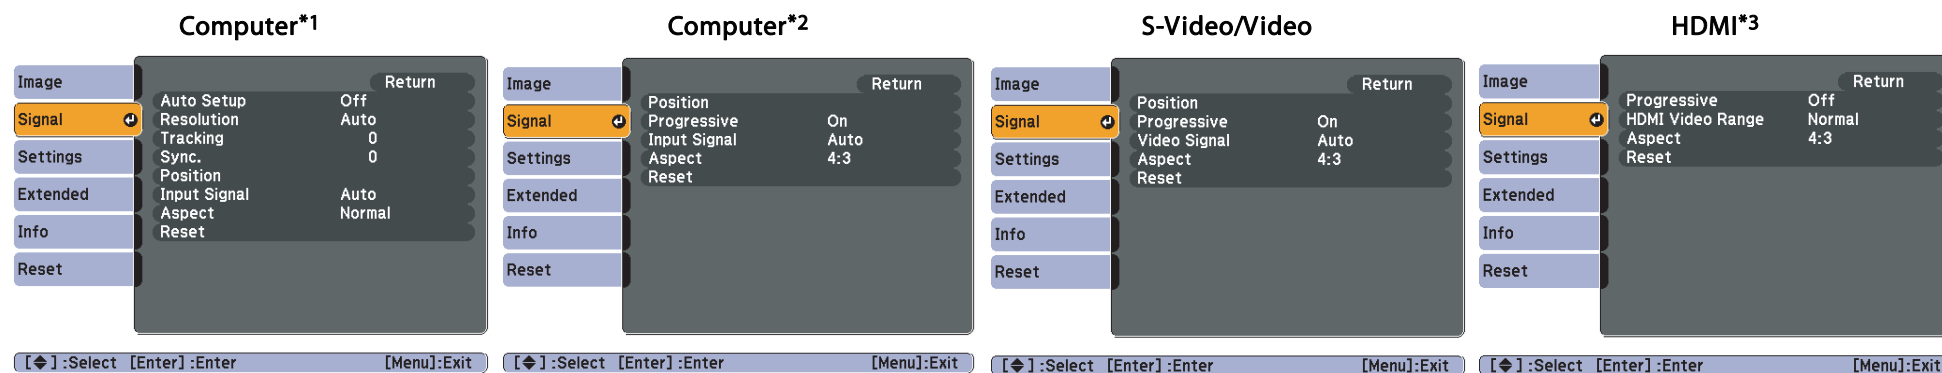 Computer*1
Image
Signal
Settings
Extended
Info
Reset
Return
Auto Setup Off
Resolution Auto
Tracking 0
Sync. 0
Position
Input Signal Auto
Aspect Normal
Reset
[◆] :Select [Enter] :Enter [Menu]:Exit
Computer*2
Image
Signal
Settings
Extended
Info
Reset
Return
Position
Progressive On
Input Signal Auto
Aspect 4:3
Reset
[◆] :Select [Enter] :Enter [Menu]:Exit
S-Video/Video
Image
Signal
Settings
Extended
Info
Reset
Return
Position
Progressive On
Video Signal Auto
Aspect 4:3
Reset
[◆] :Select [Enter] :Enter [Menu]:Exit
HDMI*3
Image
Signal
Settings
Extended
Info
Reset
Return
Progressive Off
HDMI Video Range Normal
Aspect 4:3
Reset
[◆] :Select [Enter] :Enter [Menu]:Exit